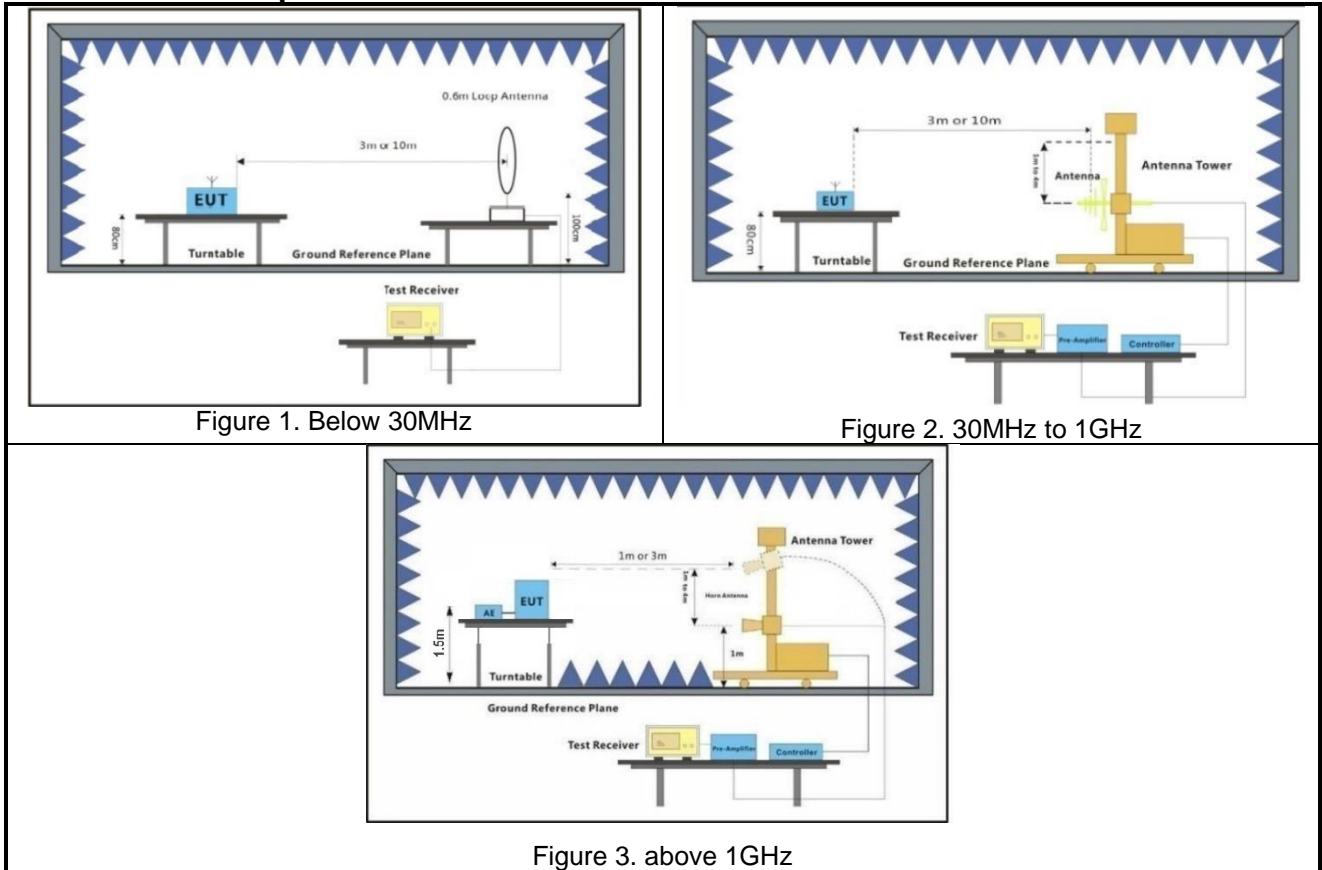 0.6m Loop Antenna
3m or 10m
EUT
80cm
100cm
Turntable
Ground Reference Plane
Test Receiver
Figure 1. Below 30MHz
3m or 10m
1m to 4m
Antenna
Antenna Tower
EUT
80cm
Turntable
Ground Reference Plane
Test Receiver
Pre-Amplifier
Controller
Figure 2. 30MHz to 1GHz
Antenna Tower
1m or 3m
1m to 4m
Horn Antenna
AE
EUT
1.5m
1m
Turntable
Ground Reference Plane
Test Receiver
Pre-Amplifier
Controller
Figure 3. above 1GHz